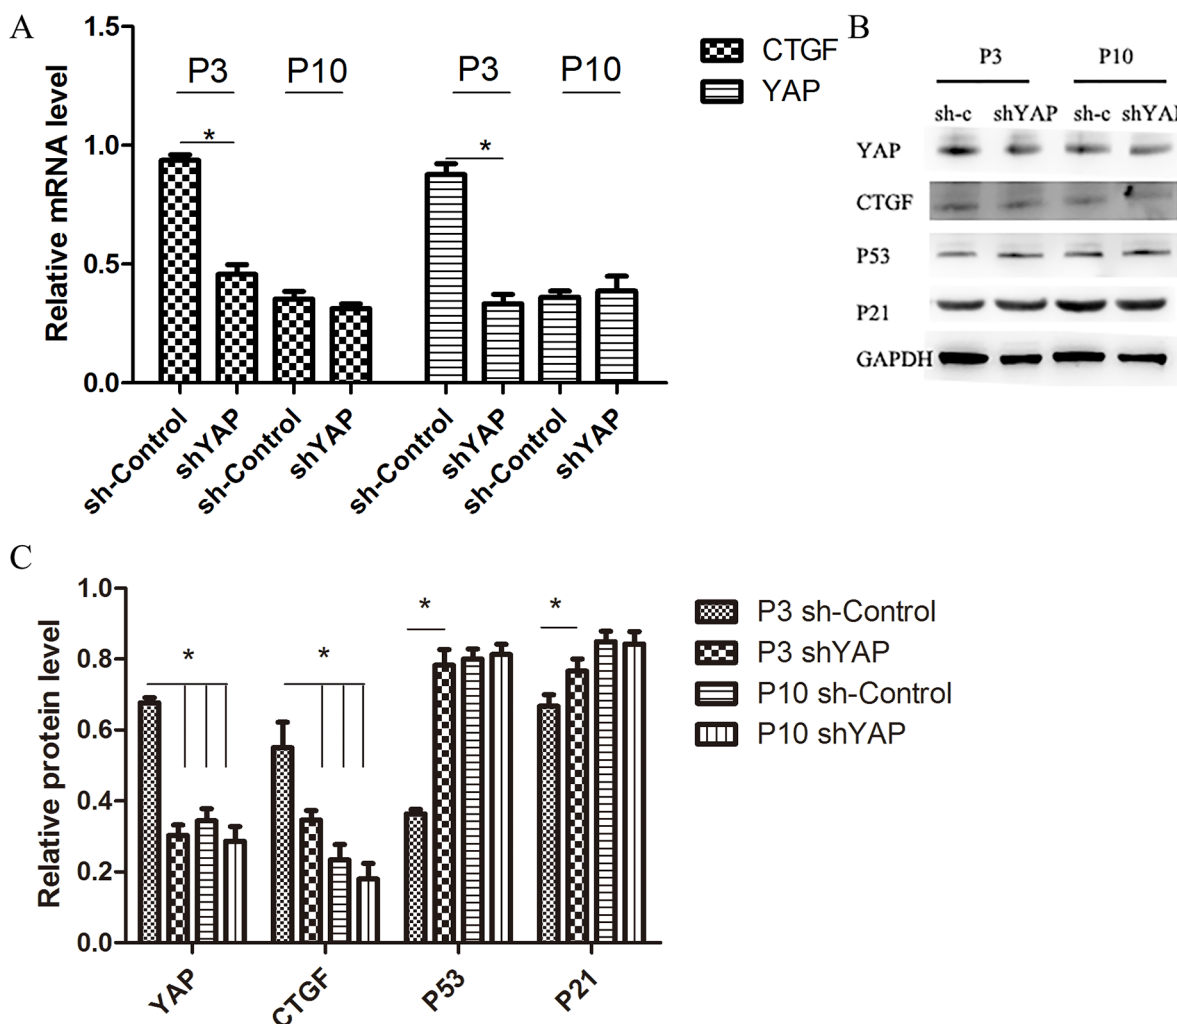 A
Relative mRNA level
1.5
1.0
0.5
0.0
P3
P10
P3
P10
*
*
CTGF
YAP
sh-Control
shYAP
sh-Control
shYAP
sh-Control
shYAP
sh-Control
shYAP
B
P3
P10
sh-c
shYAP
sh-c
shYAP
YAP
CTGF
P53
P21
GAPDH
C
Relative protein level
1.0
0.8
0.6
0.4
0.2
0.0
*
*
*
*
YAP
CTGF
P53
P21
P3 sh-Control
P3 shYAP
P10 sh-Control
P10 shYAP